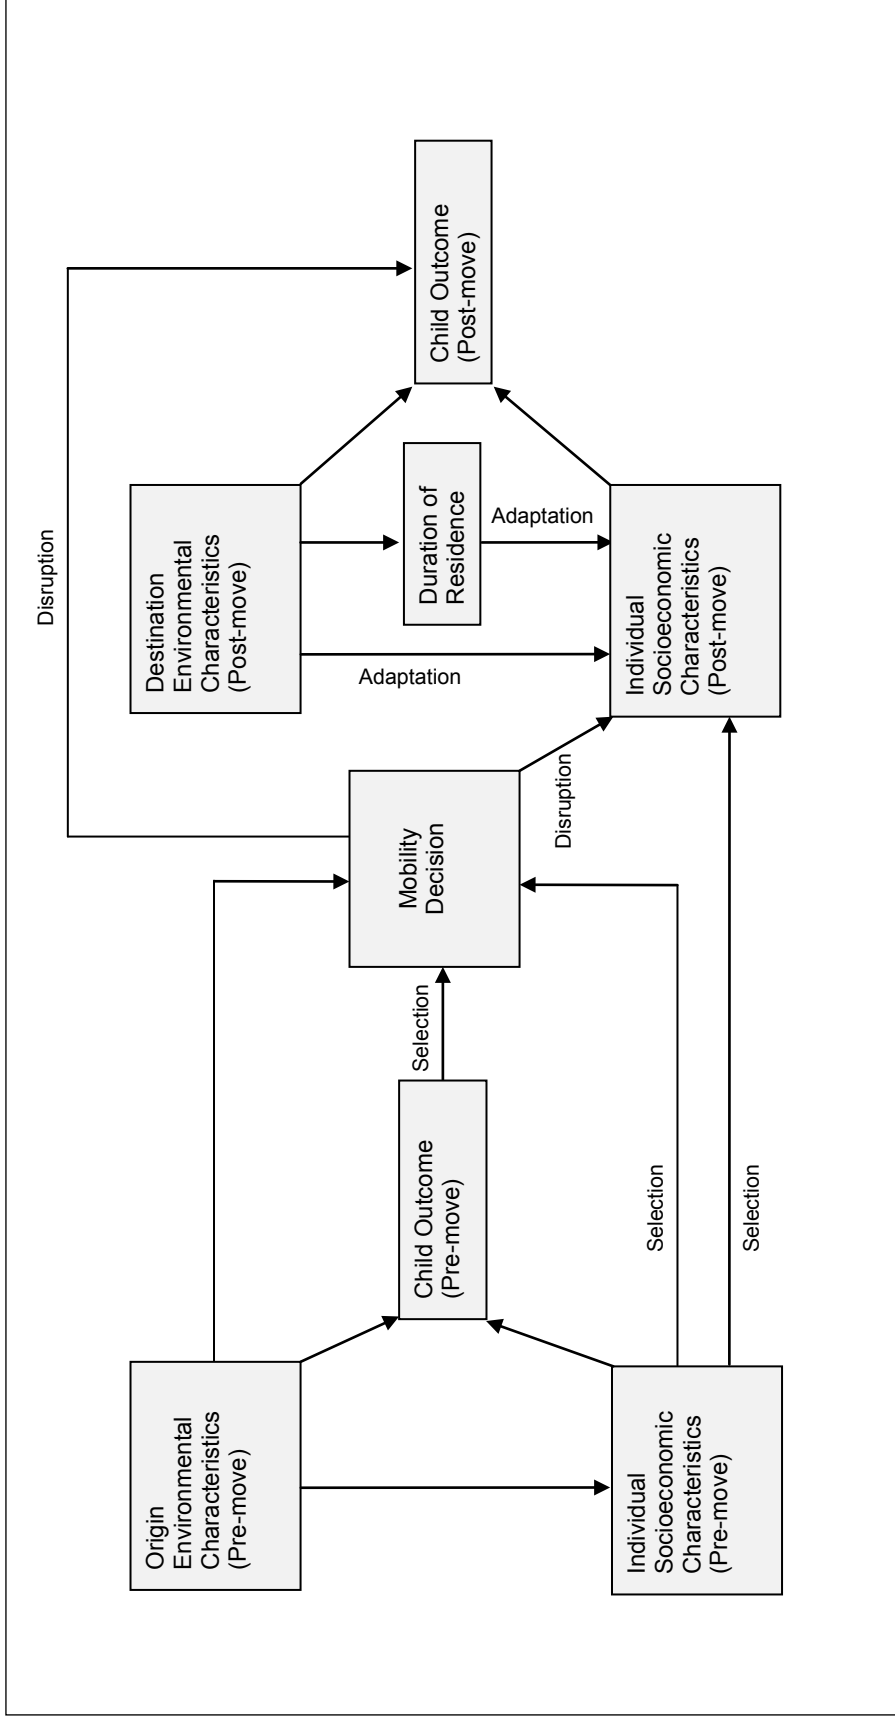 Disruption
Origin
Environmental
Characteristics
(Pre-move)
Destination
Environmental
Characteristics
(Post-move)
Child Outcome
(Pre-move)
Selection
Mobility
Decision
Adaptation
Duration of
Residence
Adaptation
Child Outcome
(Post-move)
Disruption
Individual
Socioeconomic
Characteristics
(Pre-move)
Selection
Selection
Individual
Socioeconomic
Characteristics
(Post-move)